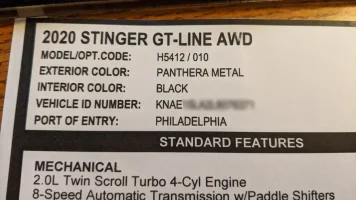 2020 STINGER GT-LINE AWD
MODEL/OPT.CODE: H5412 / 010
EXTERIOR COLOR: PANTHERA METAL
INTERIOR COLOR: BLACK
VEHICLE ID NUMBER: KNAE
PORT OF ENTRY: PHILADELPHIA
STANDARD FEATURES
MECHANICAL
2.0L Twin Scroll Turbo 4-Cyl Engine
8-Speed Automatic Transmission w/Paddle Shifters